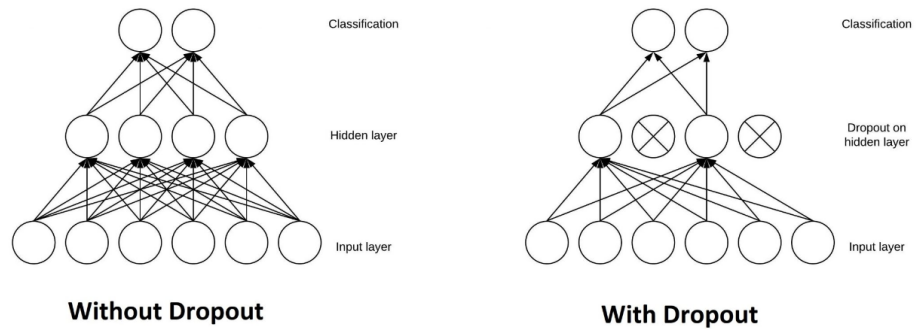 Classification
Hidden layer
Input layer
Without Dropout
Classification
Dropout on
hidden layer
Input layer
With Dropout